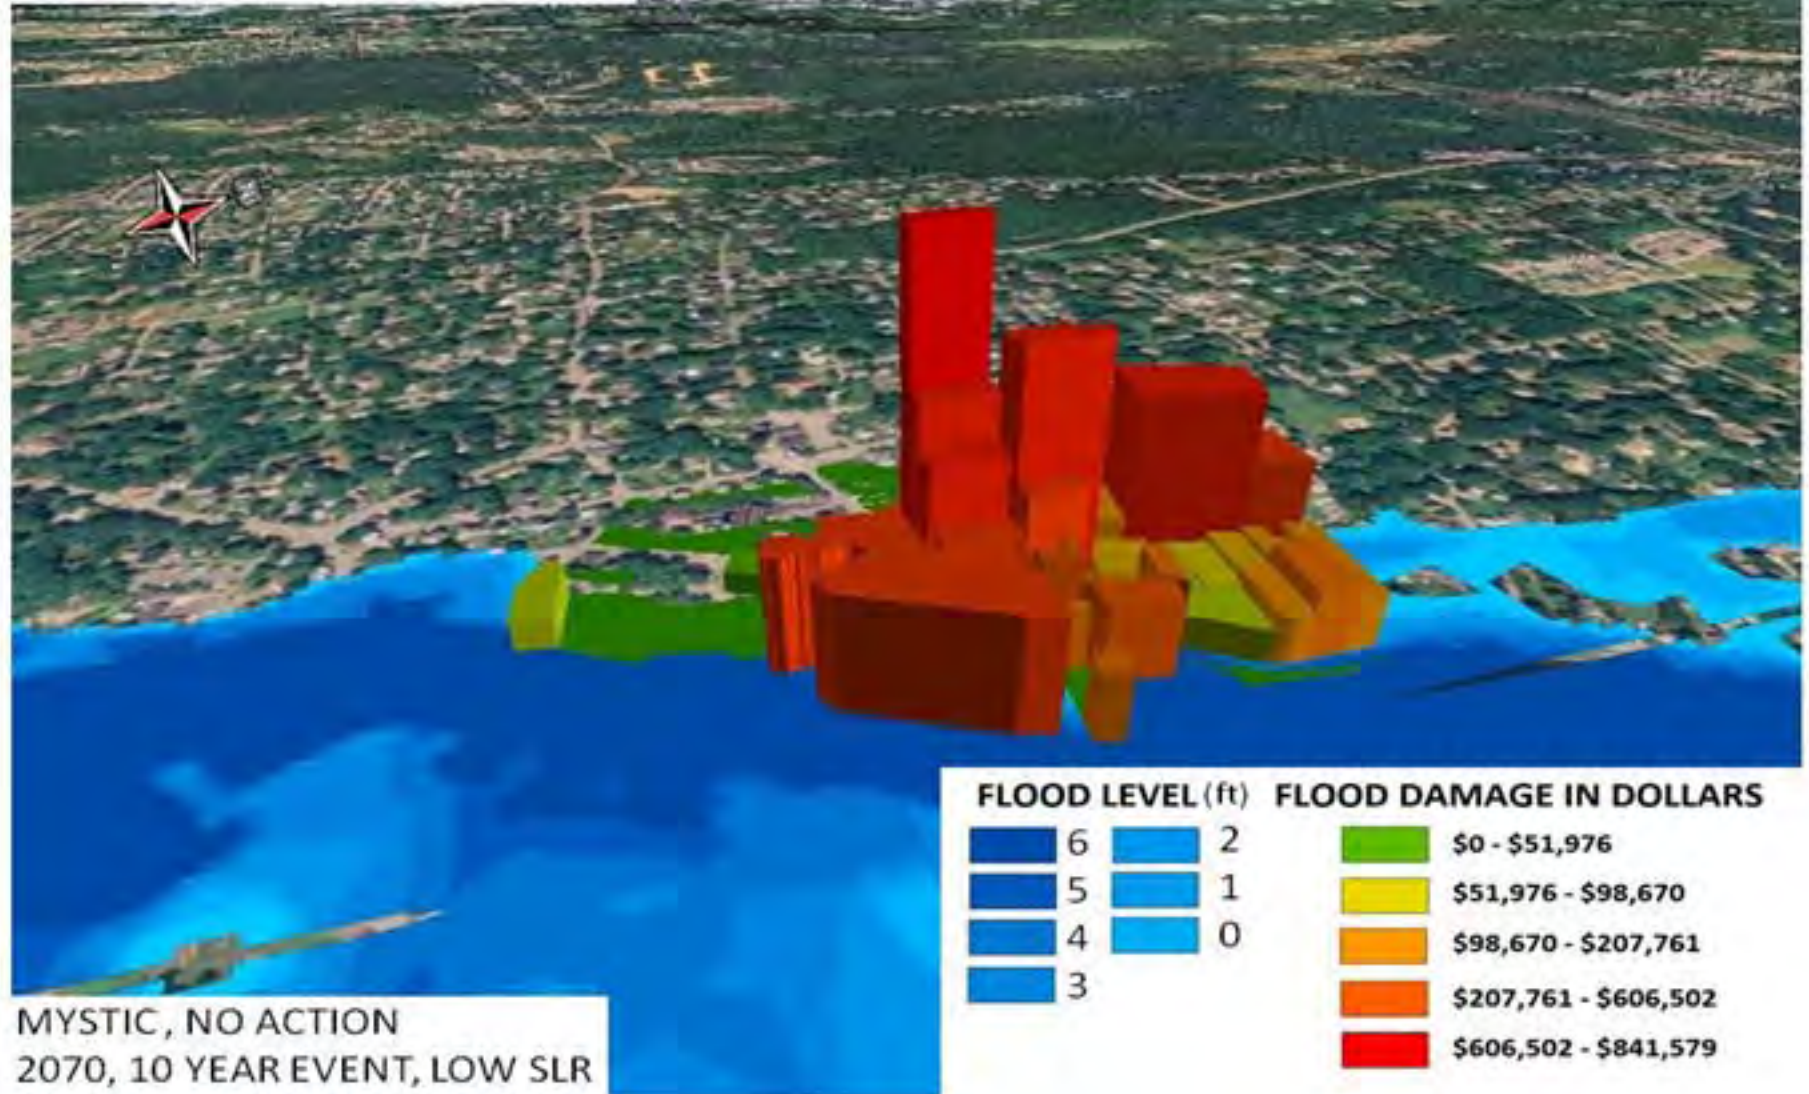 FLOOD LEVEL (ft)
6
5
4
3
2
1
0
FLOOD DAMAGE IN DOLLARS
$0 - $51,976
$51,976 - $98,670
$98,670 - $207,761
$207,761 - $606,502
$606,502 - $841,579
MYSTIC, NO ACTION
2070, 10 YEAR EVENT, LOW SLR